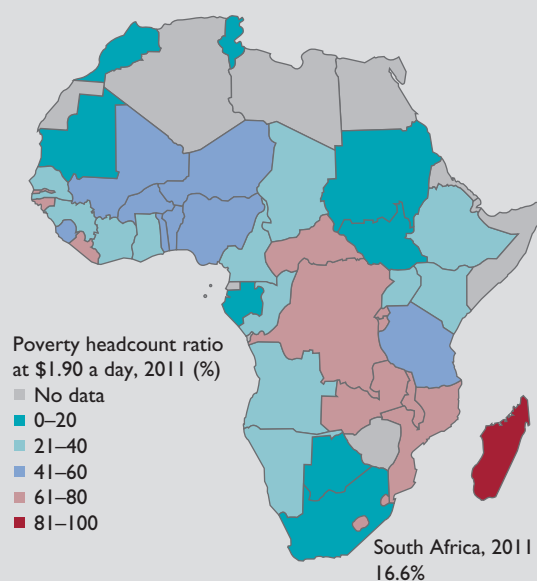 Poverty headcount ratio
at $1.90 a day, 2011 (%)
No data
0–20
21–40
41–60
61–80
81–100
South Africa, 2011
16.6%